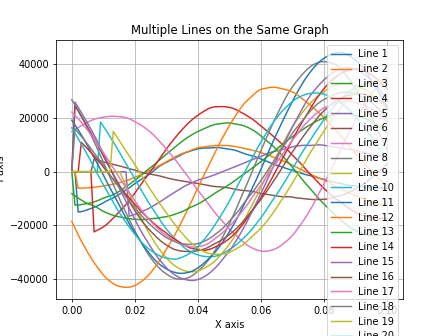 Multiple Lines on the Same Graph
40000
20000
0
−20000
−40000
0.00
0.02
0.04
0.06
X axis
Line 1
Line 2
Line 3
Line 4
Line 5
Line 6
Line 7
Line 8
Line 9
Line 10
Line 11
Line 12
Line 13
Line 14
Line 15
Line 16
Line 17
Line 18
Line 19